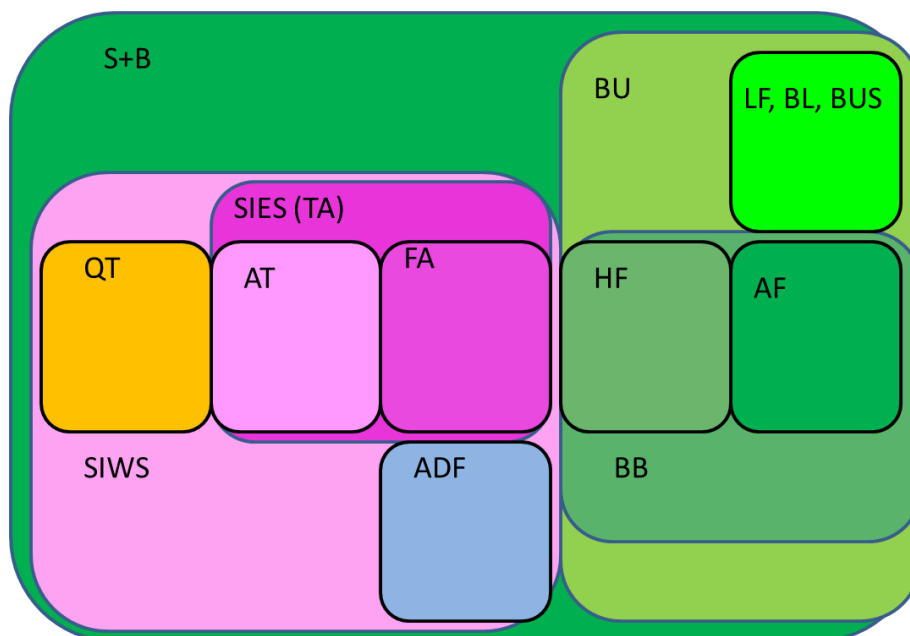 S+B
BU
LF, BL, BUS
SIES (TA)
QT
AT
FA
HF
AF
SIWS
ADF
BB